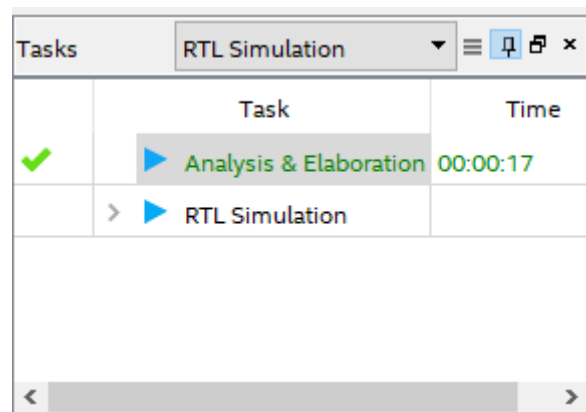 Tasks RTL Simulation
Task Time
Analysis & Elaboration 00:00:17
RTL Simulation